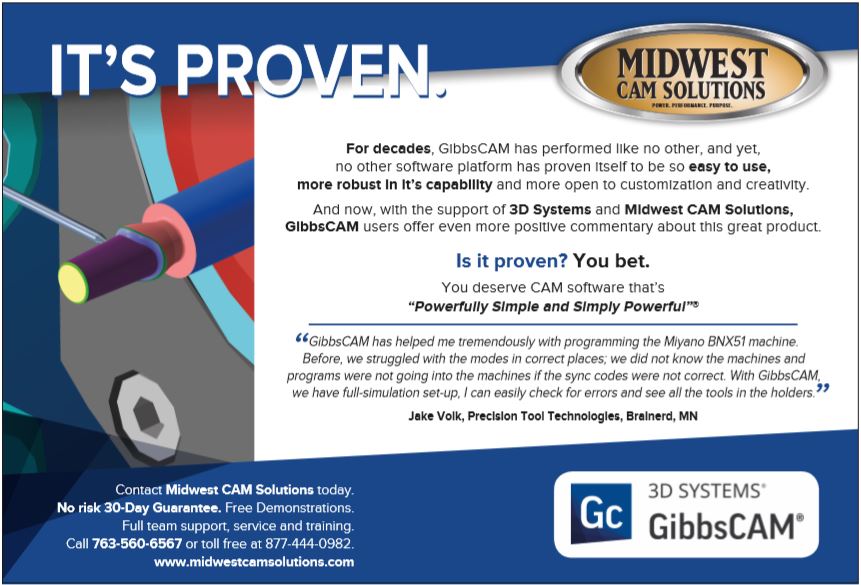 IT'S PROVEN.
MIDWEST
CAM SOLUTIONS
POWER. PERFORMANCE. PURPOSE.
For decades, GibbsCAM has performed like no other, and yet,
no other software platform has proven itself to be so easy to use,
more robust in it's capability and more open to customization and creativity.
And now, with the support of 3D Systems and Midwest CAM Solutions,
GibbsCAM users offer even more positive commentary about this great product.
Is it proven? You bet.
You deserve CAM software that's
“Powerfully Simple and Simply Powerful”®
“GibbsCAM has helped me tremendously with programming the Miyano BNX51 machine.
Before, we struggled with the modes in correct places; we did not know the machines and
programs were not going into the machines if the sync codes were not correct. With GibbsCAM,
we have full-simulation set-up, I can easily check for errors and see all the tools in the holders.”
Jake Volk, Precision Tool Technologies, Brainerd, MN
Contact Midwest CAM Solutions today.
No risk 30-Day Guarantee. Free Demonstrations.
Full team support, service and training.
Call 763-560-6567 or toll free at 877-444-0982.
www.midwestcamsolutions.com
Gc
3D SYSTEMS®
GibbsCAM®